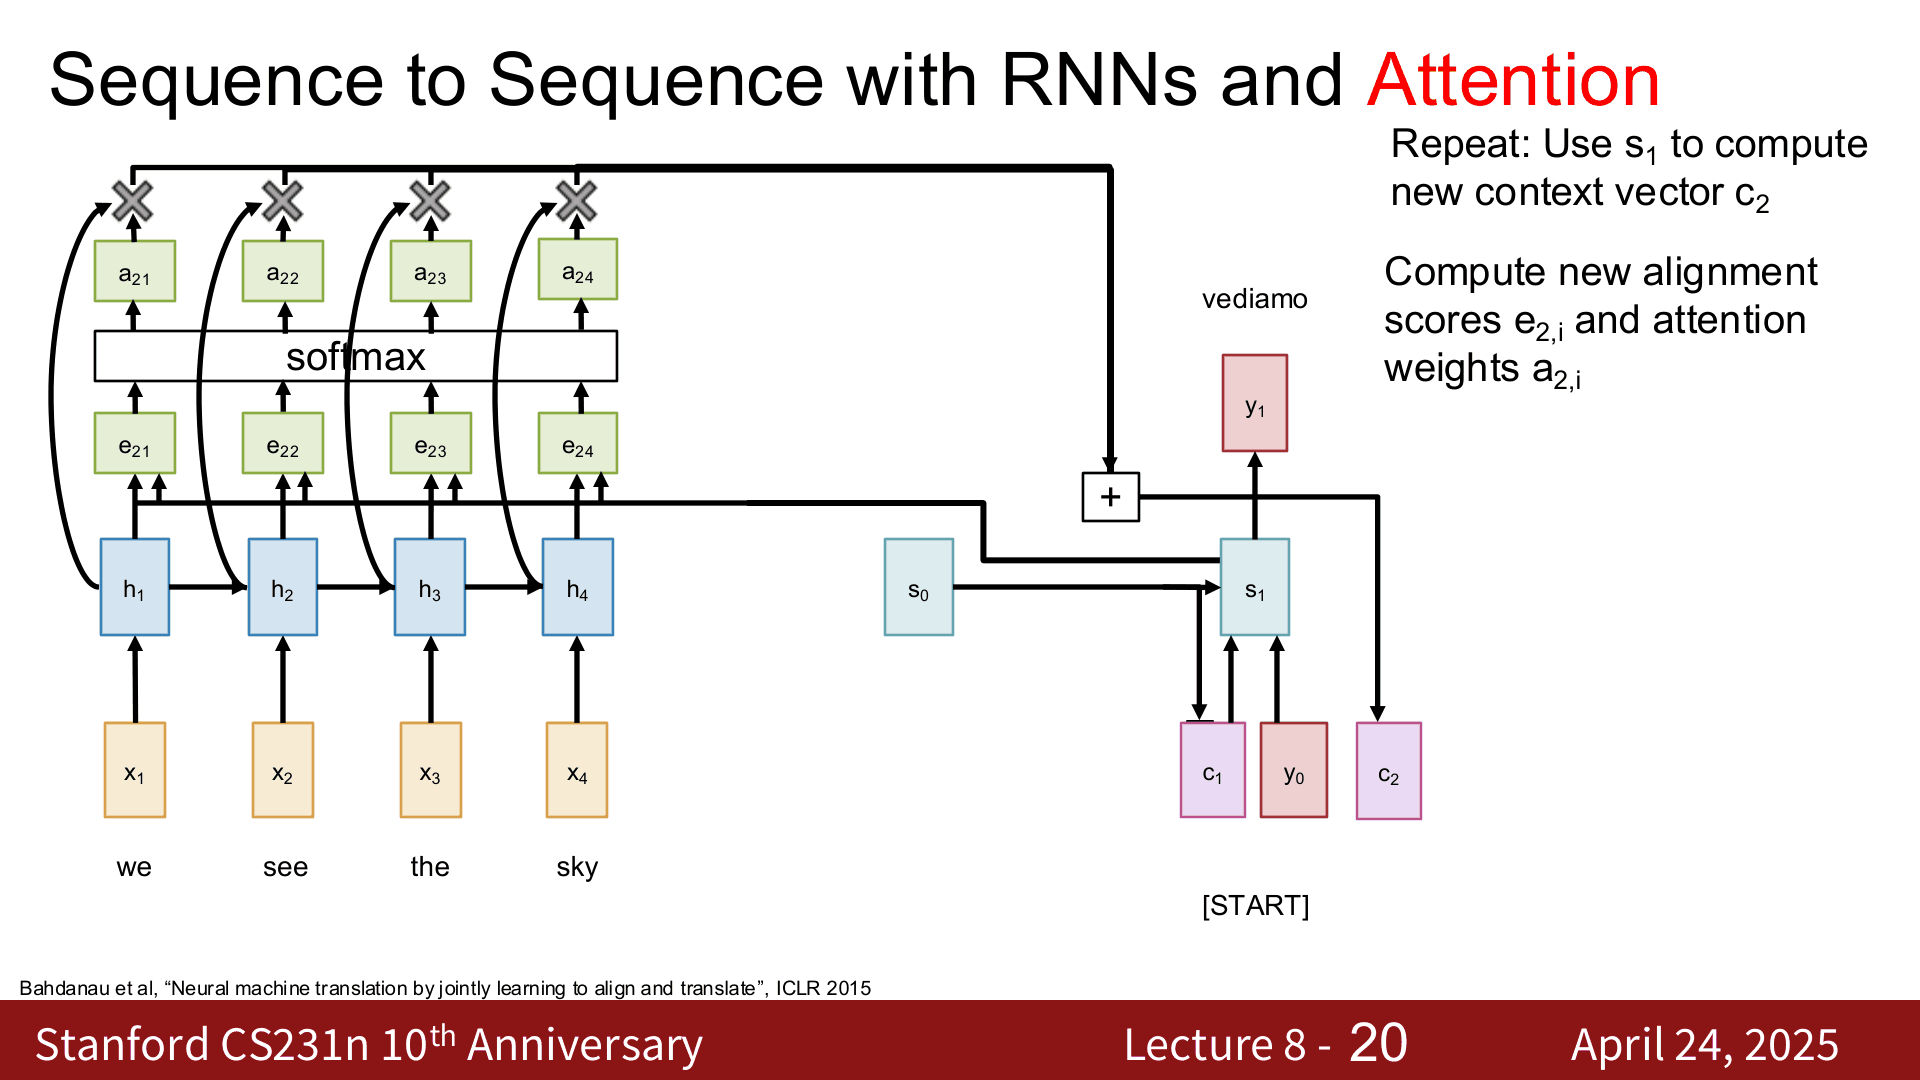 Sequence to Sequence with RNNs and Attention
Repeat: Use s1 to compute
new context vector c2
Compute new alignment
scores e2,i and attention
weights a2,i
a21 a22 a23 a24
softmax
e21 e22 e23 e24
vediamo
y1
+
h1 h2 h3 h4 s0 s1
x1 x2 x3 x4 c1 y0 c2
we see the sky
[START]
Bahdanau et al, “Neural machine translation by jointly learning to align and translate”, ICLR 2015
Stanford CS231n 10th Anniversary Lecture 8 - 20 April 24, 2025